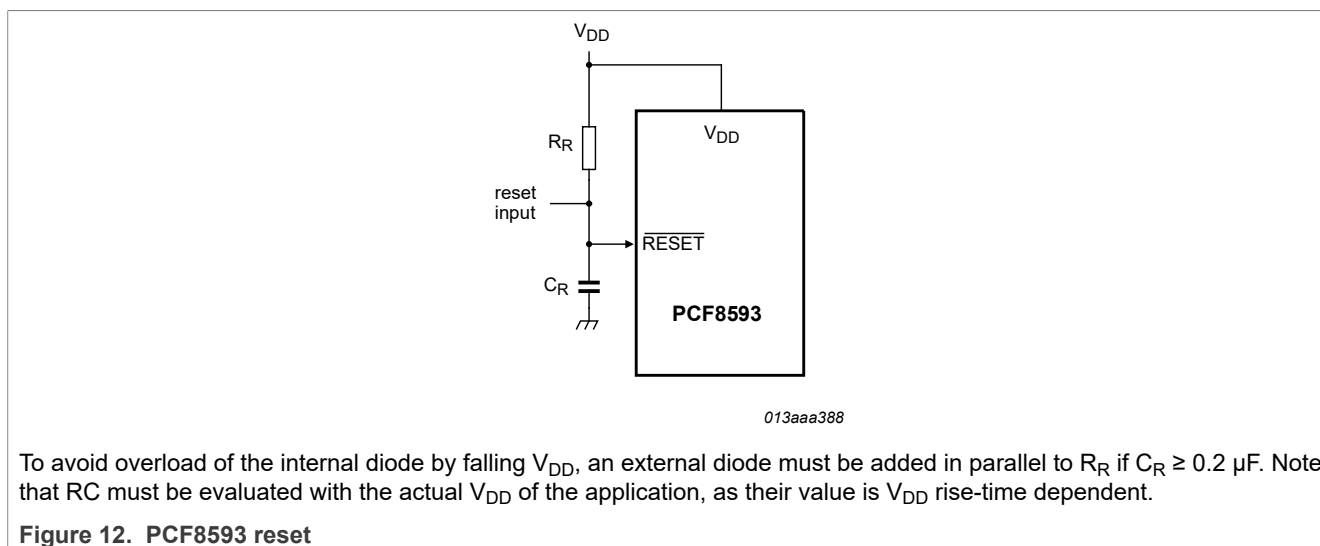 VDD
VDD
RR
reset
input
RESET
CR
PCF8593
013aaa388
To avoid overload of the internal diode by falling VDD, an external diode must be added in parallel to RR if CR ≥ 0.2 μF. Note
that RC must be evaluated with the actual VDD of the application, as their value is VDD rise-time dependent.
Figure 12. PCF8593 reset